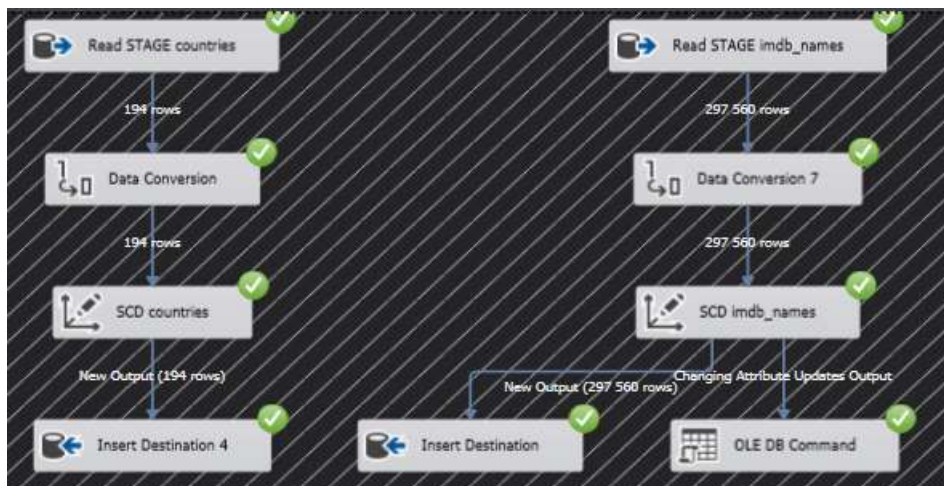 Read STAGE countries
Read STAGE imdb_names
194 rows
297 560 rows
Data Conversion
Data Conversion 7
194 rows
297 560 rows
SCD countries
SCD imdb_names
New Output (194 rows)
New Output (297 560 rows)
Changing Attribute Updates Output
Insert Destination 4
Insert Destination
OLE DB Command